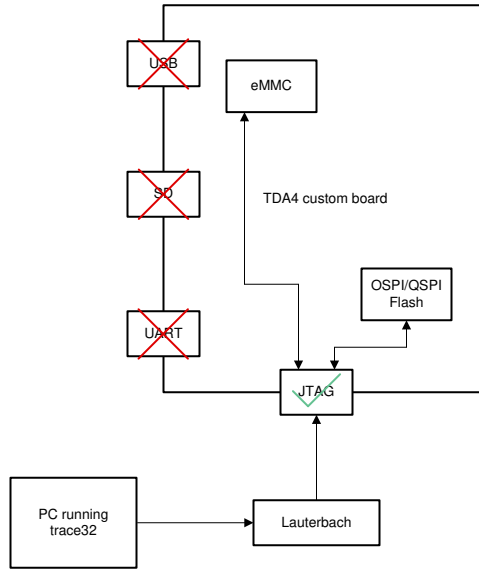 USB
eMMC
SD
TDA4 custom board
OSPI/QSPI
Flash
UART
JTAG
PC running
trace32
Lauterbach